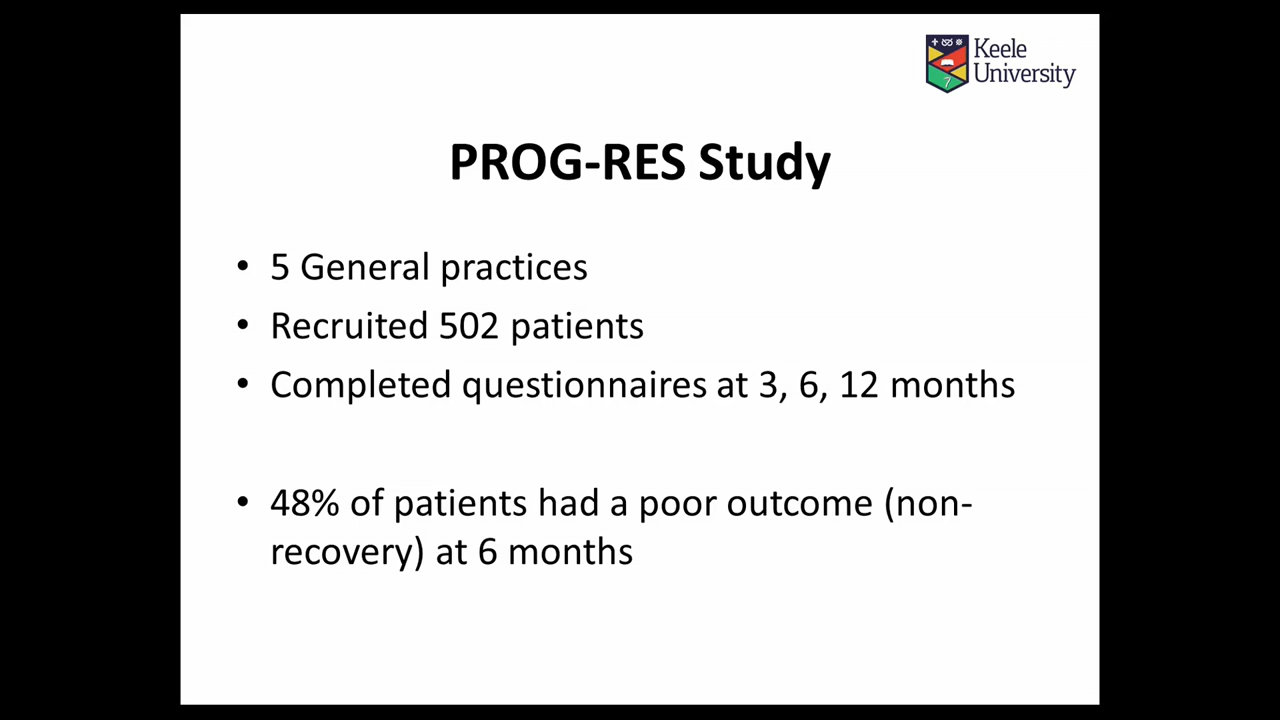 Keele
University
PROG-RES Study
• 5 General practices
• Recruited 502 patients
• Completed questionnaires at 3, 6, 12 months
• 48% of patients had a poor outcome (non-
recovery) at 6 months